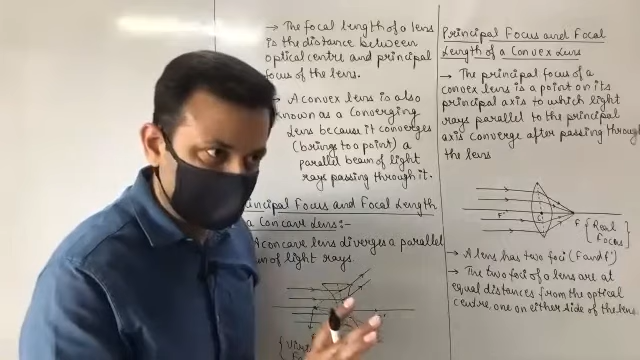 → The focal length of a lens
is the distance between
optical centre and principal
focus of the lens.
→ A convex lens is also
known as a Converging
Lens because it converges
(brings to a point) a
parallel beam of light
rays passing through it.
Principal Focus and Focal Length
a Concave Lens:-
A concave lens diverges a parallel
of light rays.
Principal Focus and Focal
Length of a Convex Lens
→ The principal focus of a
convex lens is a point on its
principal axis to which light
rays parallel to the principal
axis converge after passing through
the lens
F'
C
F
{Real
Focus}
→ A lens has two foci (F and F')
→ The two foci of a lens are at
equal distances from the optical
centre, one on either side of the lens.